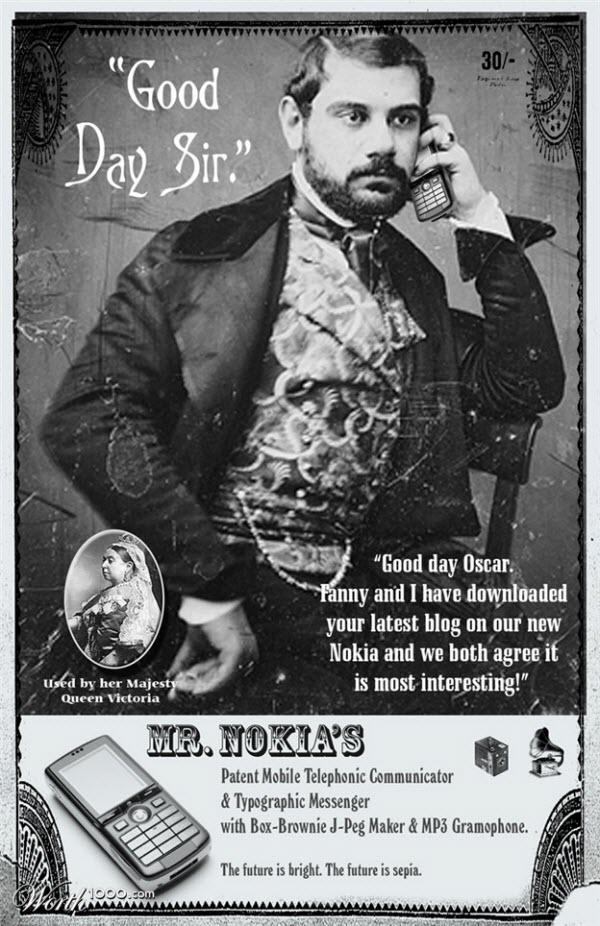 30/-
“Good
Day Sir.”
“Good day Oscar.
Fanny and I have downloaded
your latest blog on our new
Nokia and we both agree it
is most interesting!”
Used by her Majesty
Queen Victoria
MR. NOKIA'S
Patent Mobile Telephonic Communicator
& Typographic Messenger
with Box-Brownie J-Peg Maker & MP3 Gramophone.
The future is bright. The future is sepia.
Worth1000.com